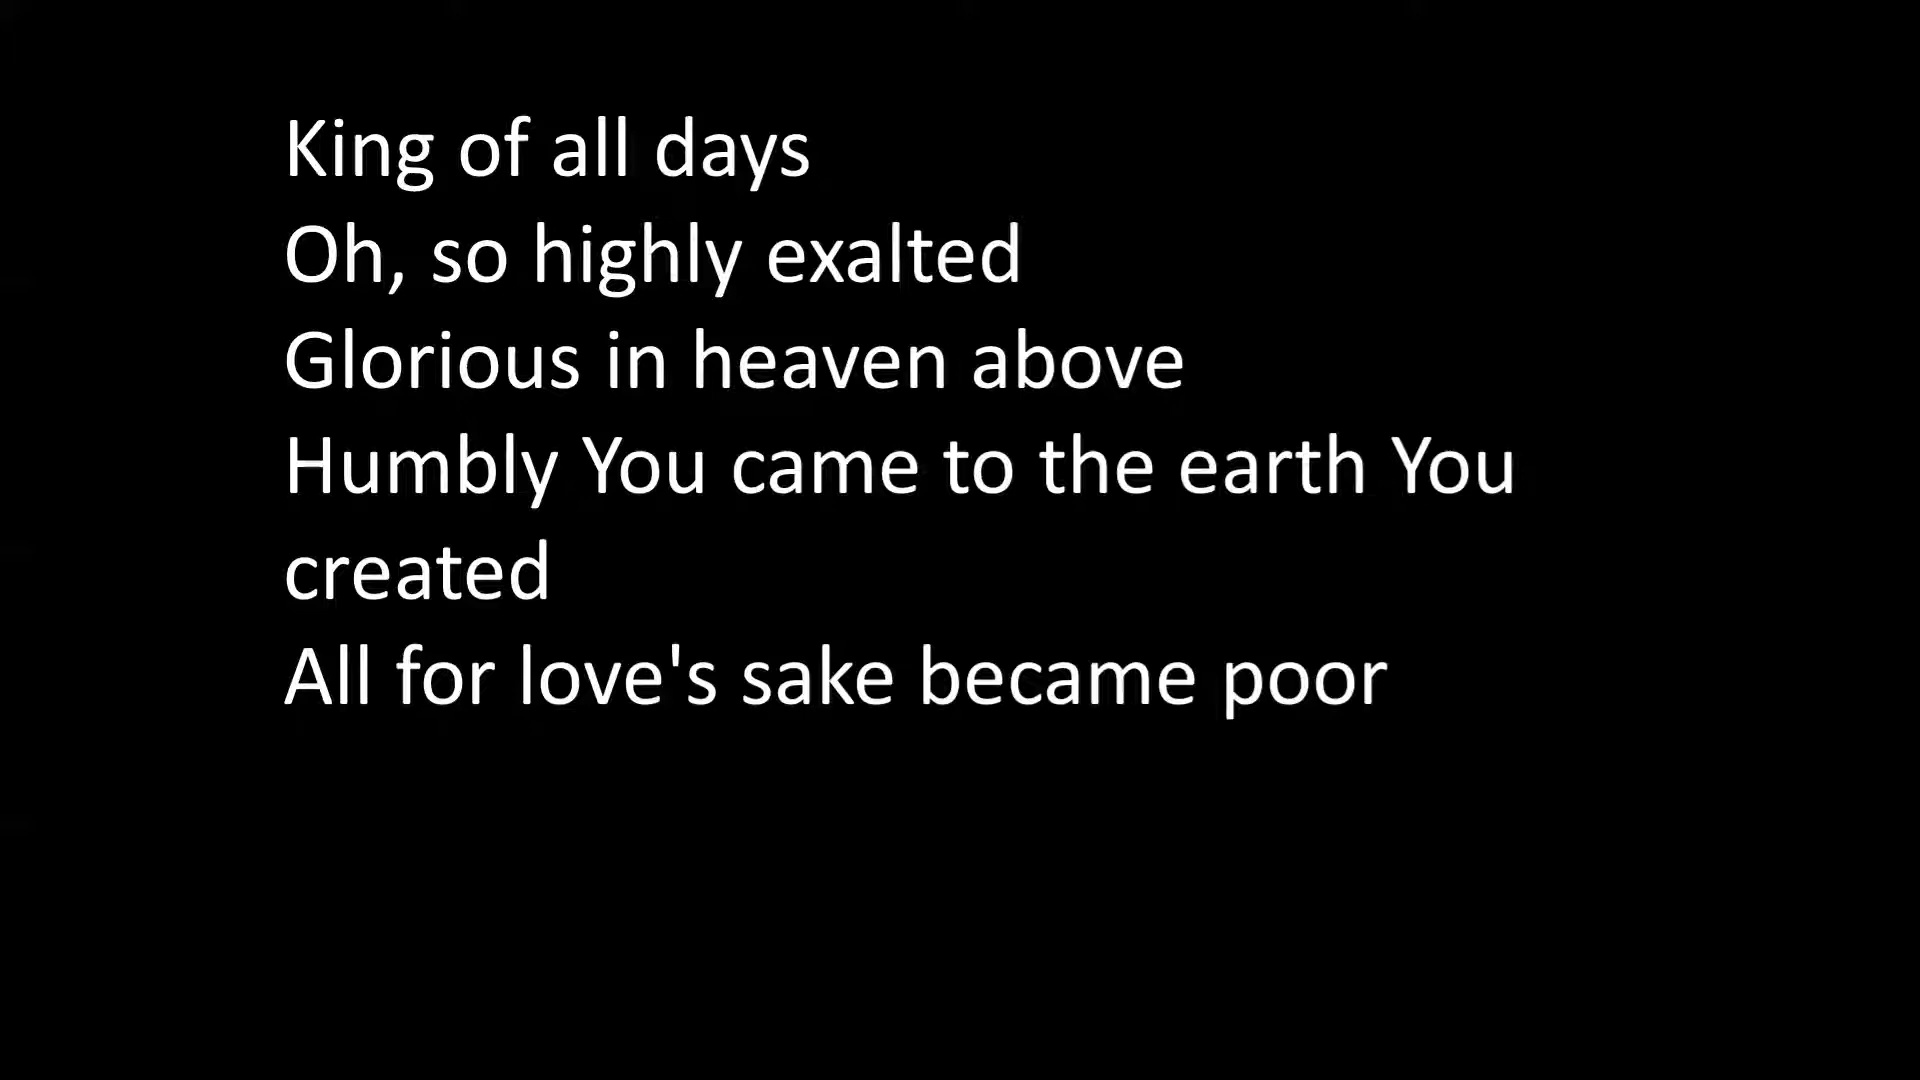 King of all days
Oh, so highly exalted
Glorious in heaven above
Humbly You came to the earth You
created
All for love's sake became poor